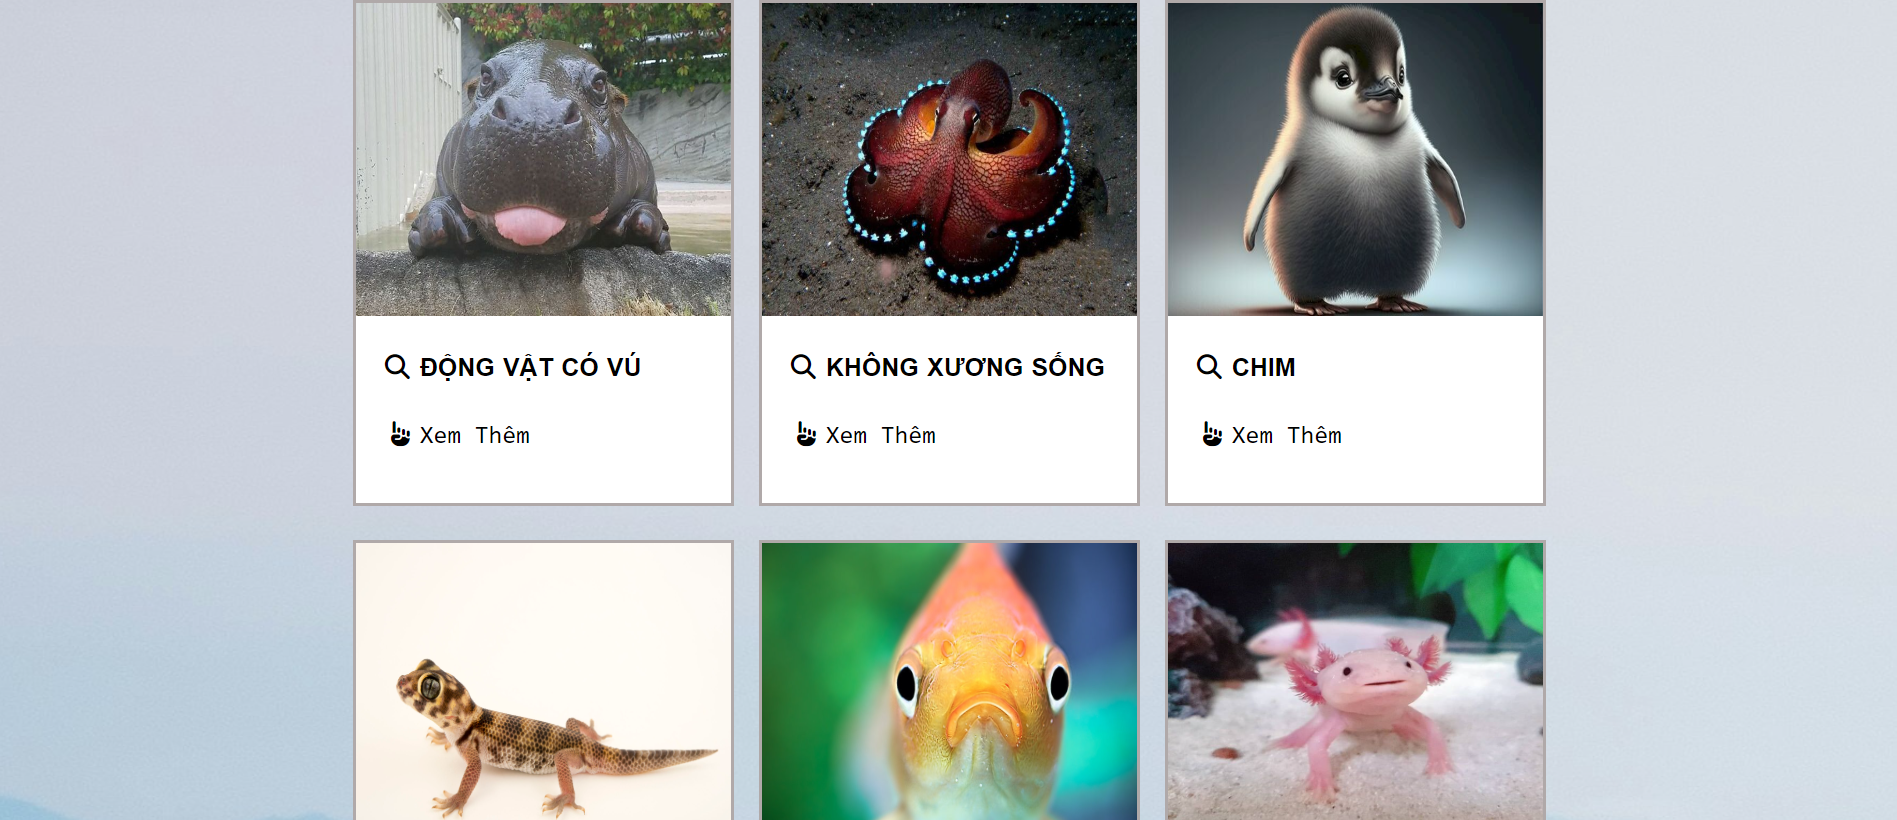 ĐỘNG VẬT CÓ VÚ
Xem Thêm
KHÔNG XƯƠNG SỐNG
Xem Thêm
CHIM
Xem Thêm